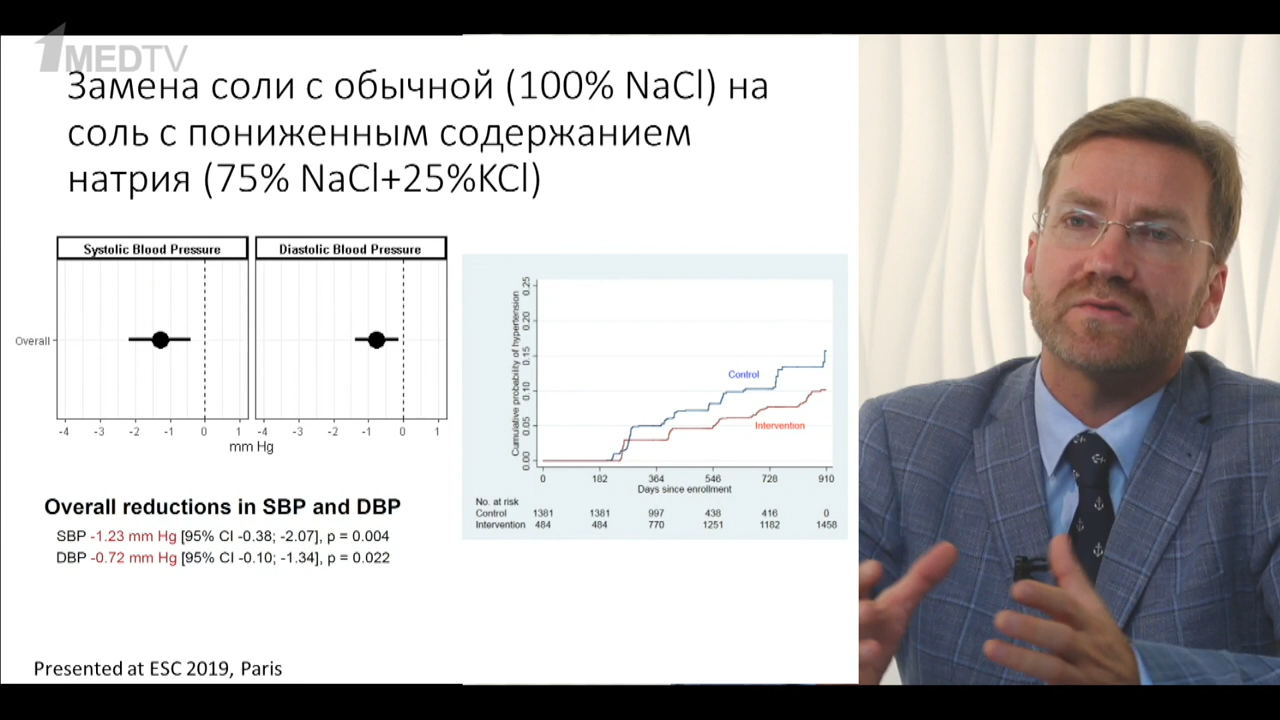 1MEDTV
Замена соли с обычной (100% NaCl) на
соль с пониженным содержанием
натрия (75% NaCl+25%KCl)
Systolic Blood Pressure
Diastolic Blood Pressure
Overall
-4 -3 -2 -1 0 1
-4 -3 -2 -1 0 1
mm Hg
Overall reductions in SBP and DBP
SBP -1.23 mm Hg [95% CI -0.38; -2.07], p = 0.004
DBP -0.72 mm Hg [95% CI -0.10; -1.34], p = 0.022
Cumulative probability of hypertension
0.25
0.20
0.15
0.10
0.05
0.00
Control
Intervention
0 182 364 546 728 910
Days since enrollment
No. at risk
Control 1381 1381 997 438 416 0
Intervention 484 484 770 1251 1182 1458
Presented at ESC 2019, Paris